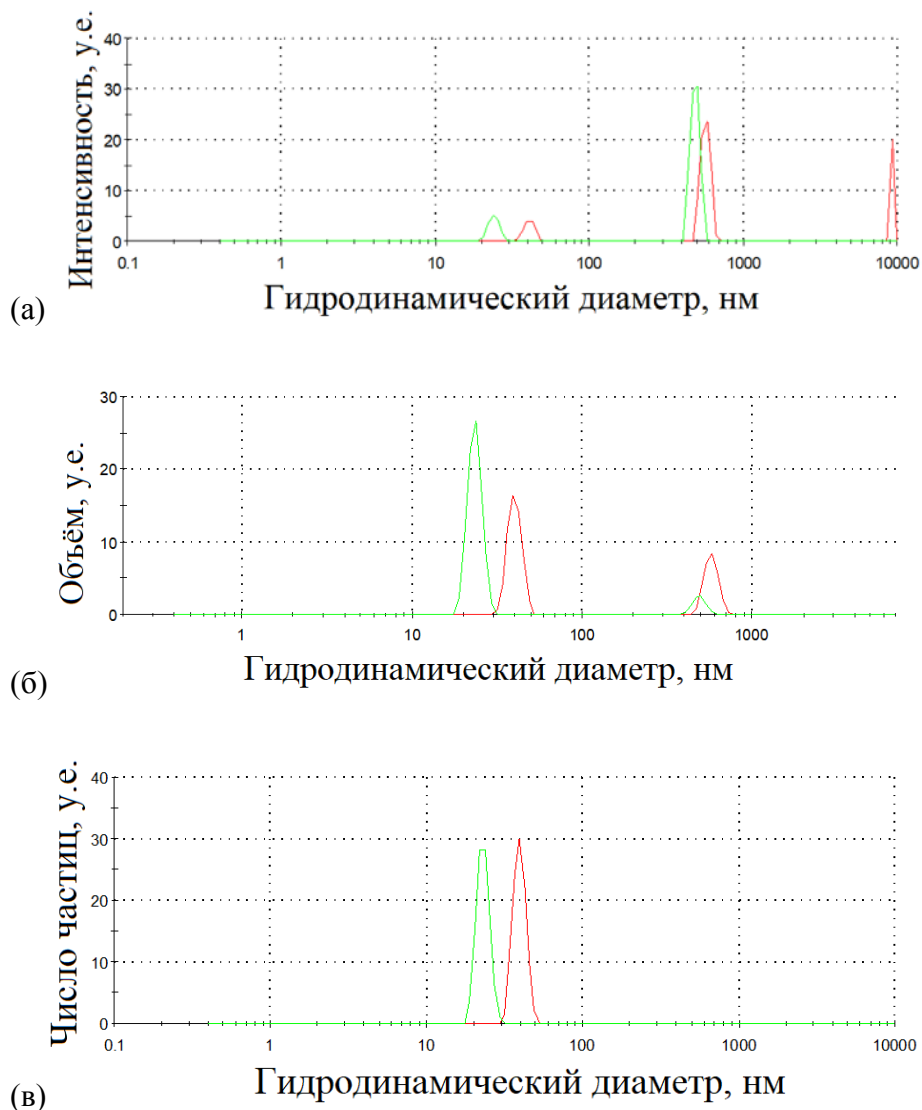 Интенсивность, у.е.
40
30
20
10
0
0.1 1 10 100 1000 10000
Гидродинамический диаметр, нм
(а)
Объём, у.е.
30
20
10
0
1 10 100 1000
Гидродинамический диаметр, нм
(б)
Число частиц, у.е.
40
30
20
10
0
0.1 1 10 100 1000 10000
Гидродинамический диаметр, нм
(в)